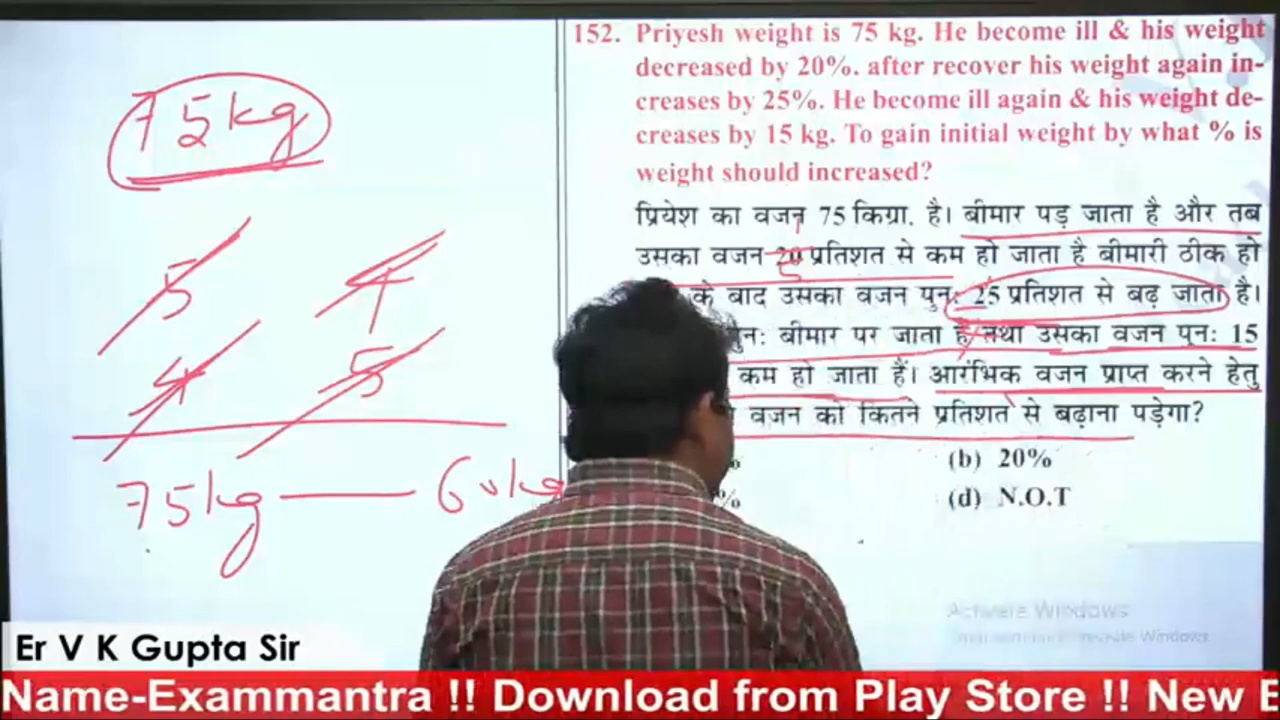 75kg
5 4
4 5
75kg — 60kg
152. Priyesh weight is 75 kg. He become ill & his weight
decreased by 20%. after recover his weight again in-
creases by 25%. He become ill again & his weight de-
creases by 15 kg. To gain initial weight by what % is
weight should increased?
प्रियेश का वजन 75 किग्रा. है। बीमार पड़ जाता है और तब
उसका वजन 20 प्रतिशत से कम हो जाता है बीमारी ठीक हो
के बाद उसका वजन पुन: 25 प्रतिशत से बढ़ जाता है।
बीमार पर जाता है तथा उसका वजन पुन: 15
कम हो जाता हैं। आरंभिक वजन प्राप्त करने हेतु
वजन को कितने प्रतिशत से बढ़ाना पड़ेगा?
(b) 20%
% (d) N.O.T
Activate Windows
Er V K Gupta Sir
Name-Exammantra !! Download from Play Store !! New